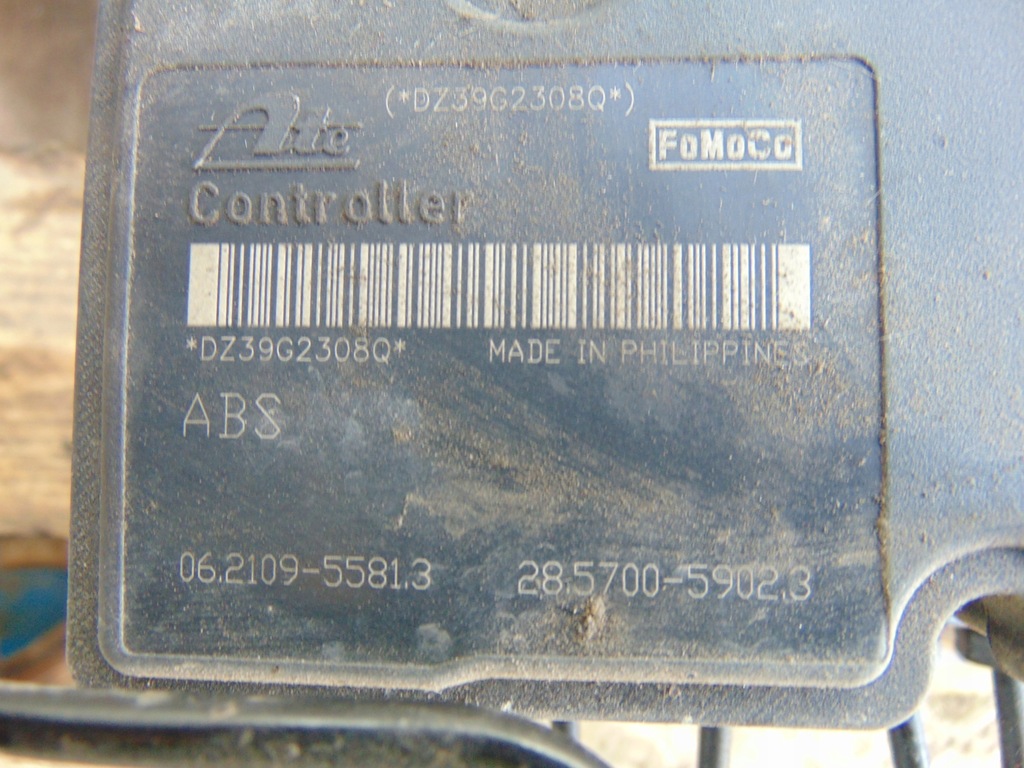 (*DZ39G2308Q*)
Ate
FoMoCo
Controller
*DZ39G2308Q* MADE IN PHILIPPINES
ABS
06.2109-5581.3 28.5700-5902.3